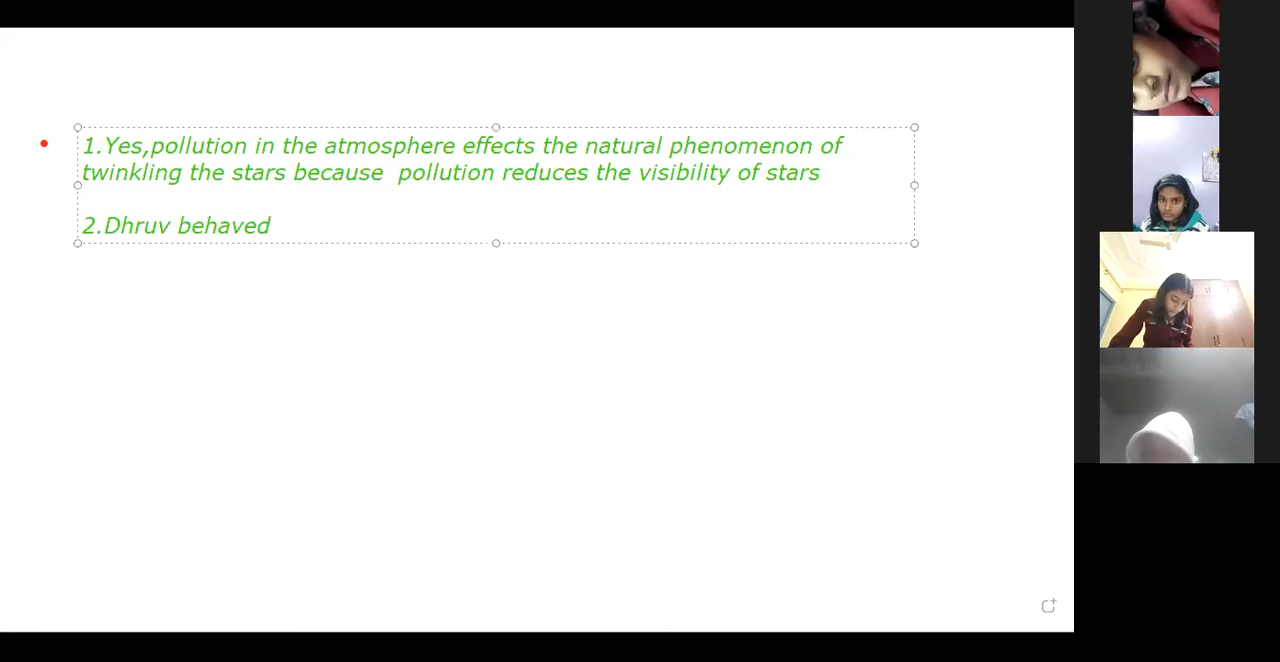 1.Yes,pollution in the atmosphere effects the natural phenomenon of
twinkling the stars because  pollution reduces the visibility of stars
2.Dhruv behaved